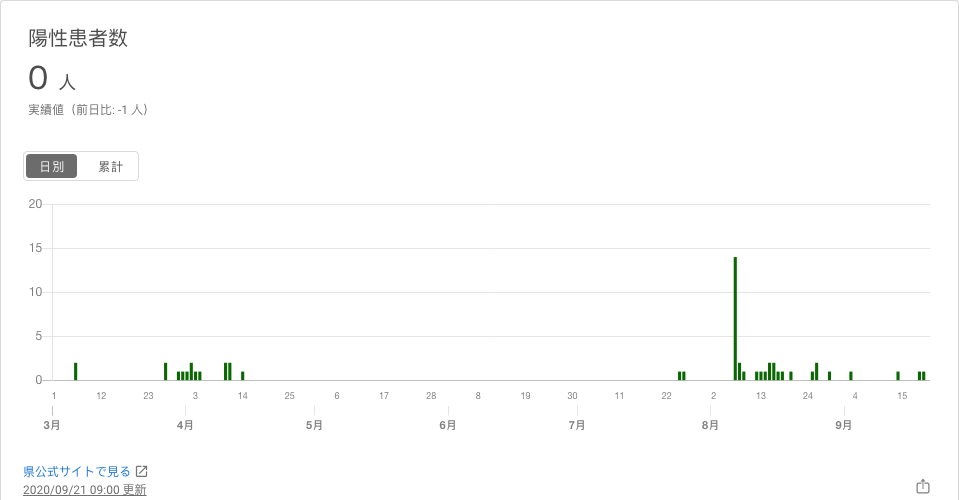 陽性患者数
0 人
実績値（前日比: -1 人）
日別 累計
20
15
10
5
0
1 12 23 3 14 25 6 17 28 8 19 30 11 22 2 13 24 4 15
3月 4月 5月 6月 7月 8月 9月
県公式サイトで見る
2020/09/21 09:00 更新